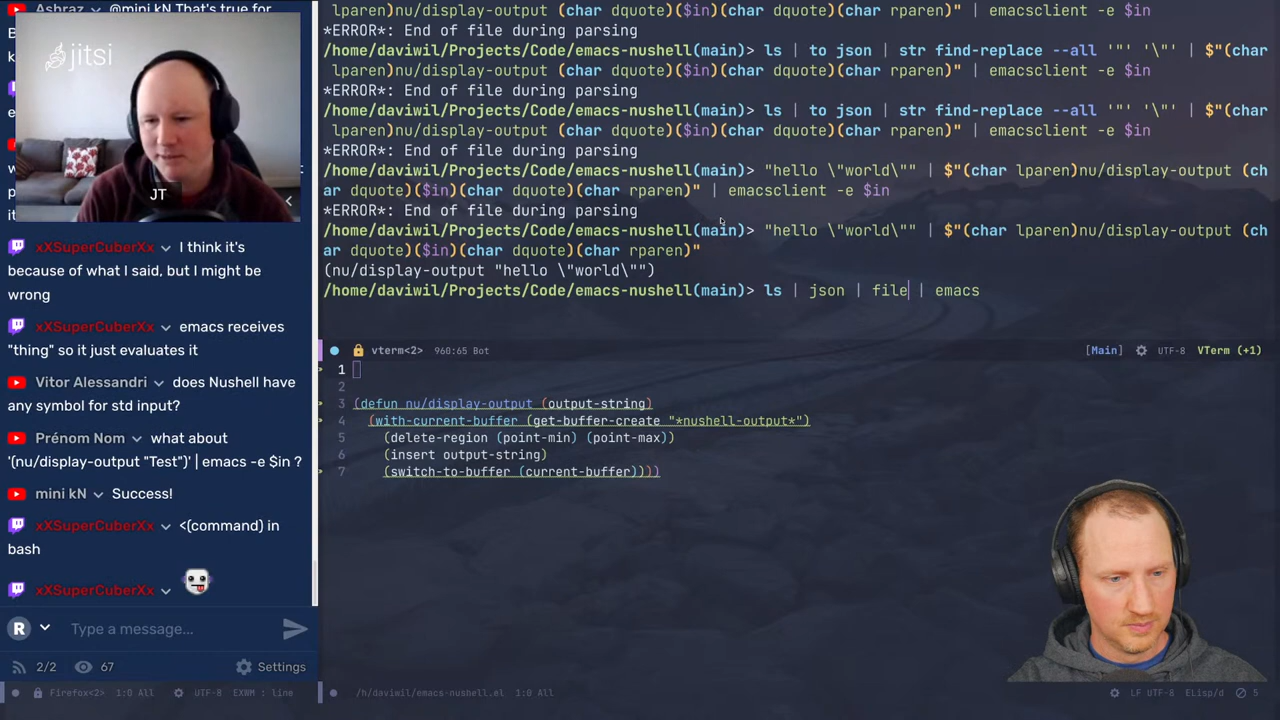 Ashraz @mini kN That's true for
jitsi
JT
xXSuperCuberXx I think it's
because of what I said, but I might be
wrong
xXSuperCuberXx emacs receives
"thing" so it just evaluates it
Vitor Alessandri does Nushell have
any symbol for std input?
Prénom Nom what about
'(nu/display-output "Test")' | emacs -e $in ?
mini kN Success!
xXSuperCuberXx <(command) in
bash
xXSuperCuberXx
R Type a message...
2/2 67 Settings
Firefox<2> 1:0 All UTF-8 EXWM : line
lparen)nu/display-output (char dquote)($in)(char dquote)(char rparen)" | emacsclient -e $in
*ERROR*: End of file during parsing
/home/daviwil/Projects/Code/emacs-nushell(main)> ls | to json | str find-replace --all '"' '\"' | $"(char
lparen)nu/display-output (char dquote)($in)(char dquote)(char rparen)" | emacsclient -e $in
*ERROR*: End of file during parsing
/home/daviwil/Projects/Code/emacs-nushell(main)> ls | to json | str find-replace --all '"' '\"' | $"(char
lparen)nu/display-output (char dquote)($in)(char dquote)(char rparen)" | emacsclient -e $in
*ERROR*: End of file during parsing
/home/daviwil/Projects/Code/emacs-nushell(main)> "hello \"world\"" | $"(char lparen)nu/display-output (ch
ar dquote)($in)(char dquote)(char rparen)" | emacsclient -e $in
*ERROR*: End of file during parsing
/home/daviwil/Projects/Code/emacs-nushell(main)> "hello \"world\"" | $"(char lparen)nu/display-output (ch
ar dquote)($in)(char dquote)(char rparen)"
(nu/display-output "hello \"world\"")
/home/daviwil/Projects/Code/emacs-nushell(main)> ls | json | file | emacs
vterm<2> 960:65 Bot [Main] UTF-8 VTerm (+1)
1
2
3 (defun nu/display-output (output-string)
4 (with-current-buffer (get-buffer-create "*nushell-output*")
5 (delete-region (point-min) (point-max))
6 (insert output-string)
7 (switch-to-buffer (current-buffer))))
/h/daviwil/emacs-nushell.el 1:0 All LF UTF-8 ELisp/d 5